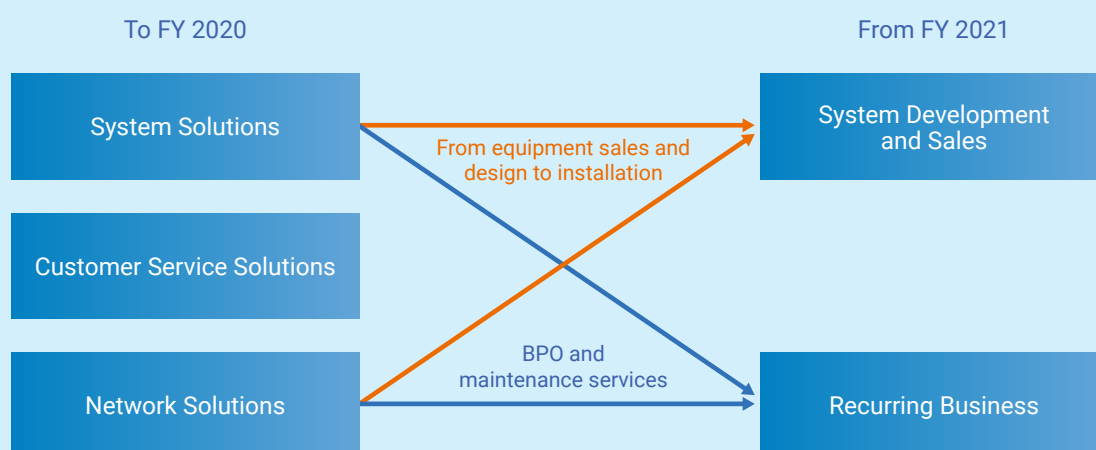 To FY 2020
From FY 2021
System Solutions
System Development
and Sales
From equipment sales and
design to installation
Customer Service Solutions
BPO and
maintenance services
Network Solutions
Recurring Business